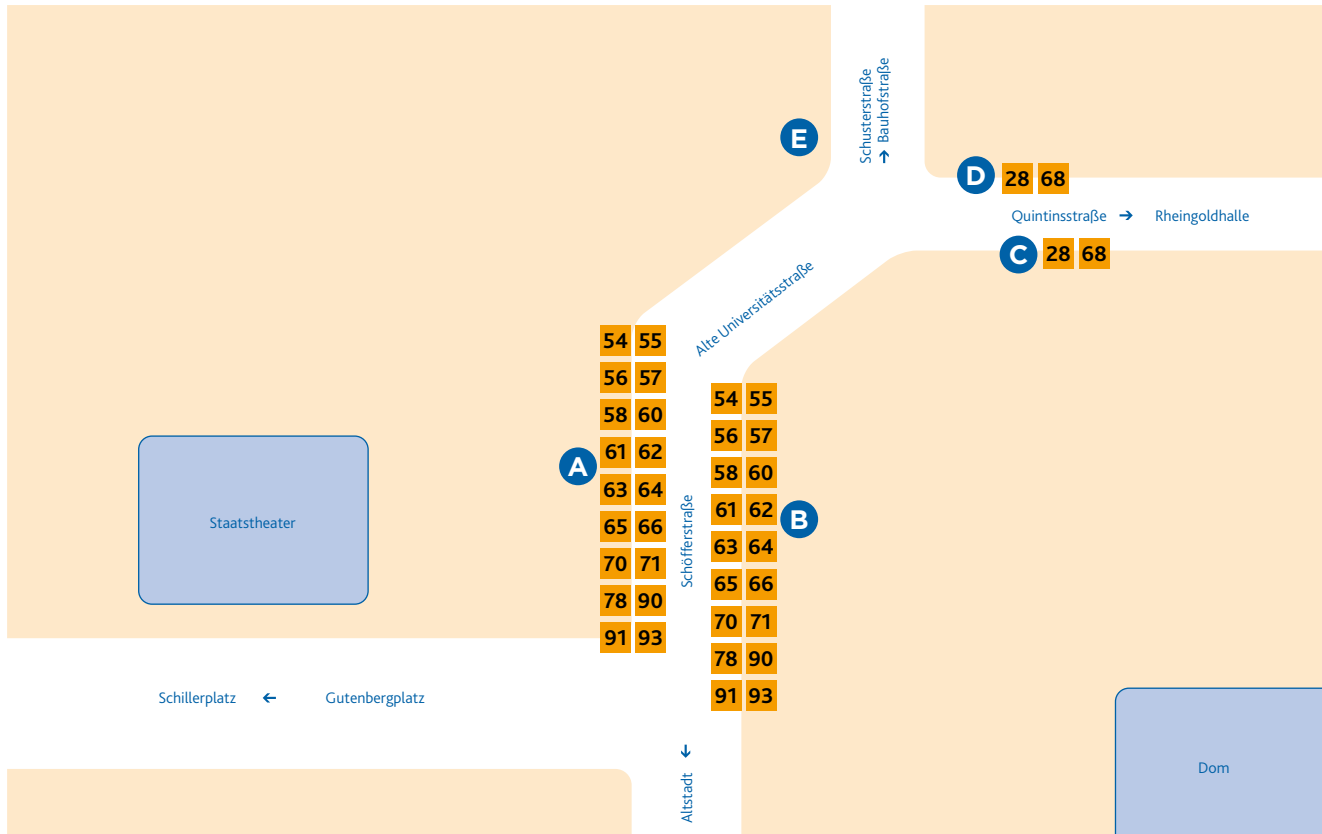 Schusterstraße
→ Bauhofstraße
E
D 28 68
Quintinsstraße → Rheingoldhalle
C 28 68
Alte Universitätsstraße
54 55
56 57
58 60
61 62
63 64
65 66
70 71
78 90
91 93
A
Schöfferstraße
54 55
56 57
58 60
61 62
63 64
65 66
70 71
78 90
91 93
B
Staatstheater
Schillerplatz ← Gutenbergplatz
Altstadt ←
Dom